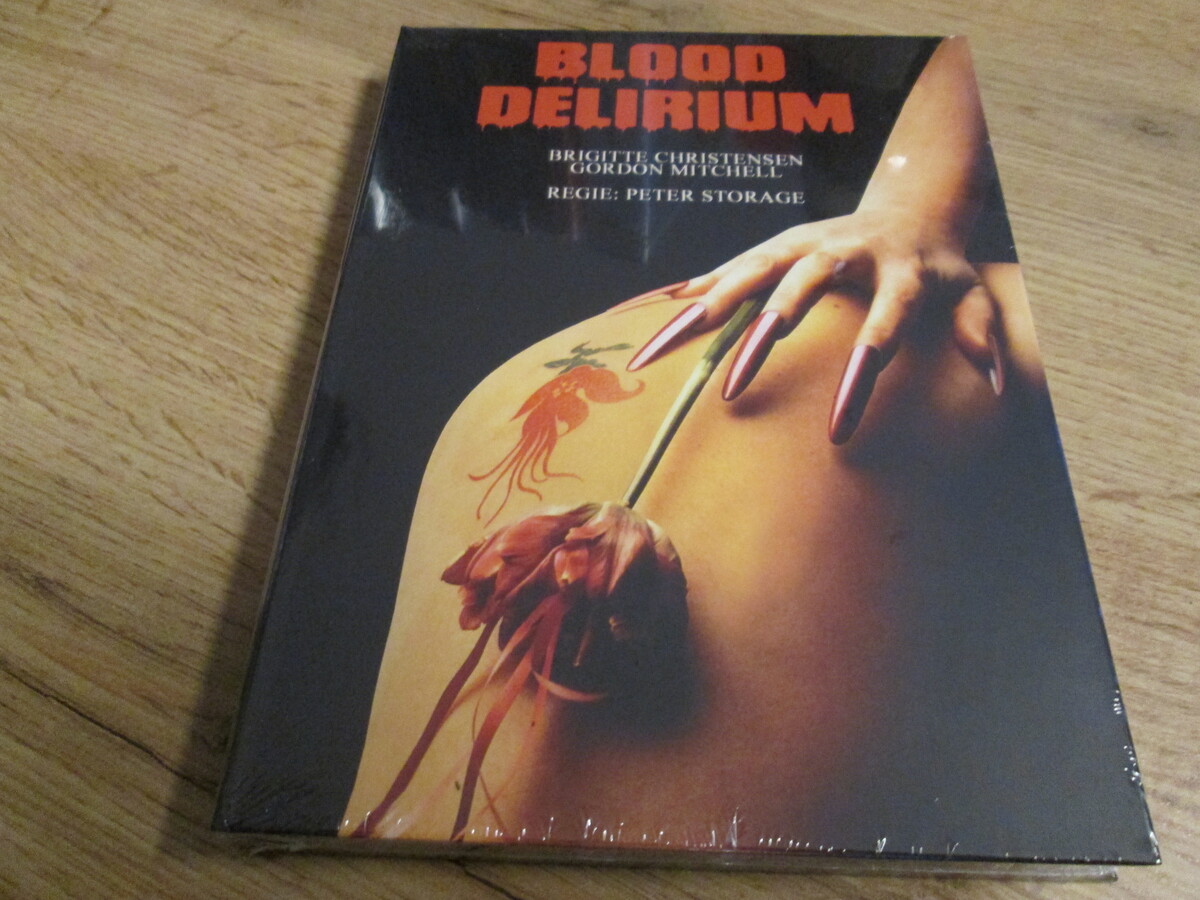 BLOOD
DELIRIUM
BRIGITTE CHRISTENSEN
GORDON MITCHELL
REGIE: PETER STORAGE